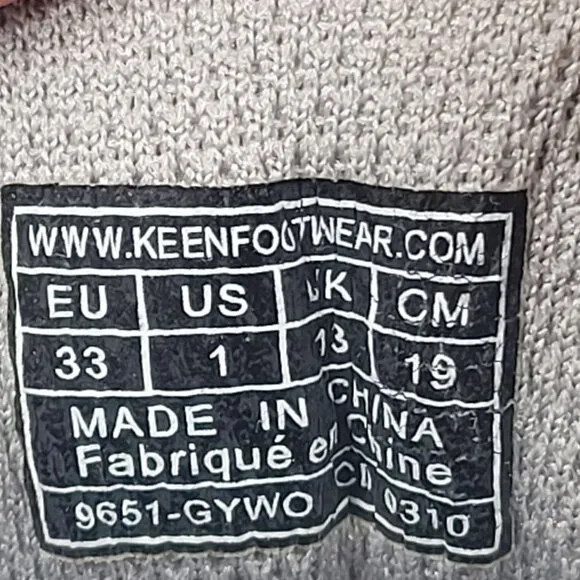 WWW.KEENFOOTWEAR.COM
EU US UK CM
33 1 13 19
MADE IN CHINA
Fabriqué en Chine
9651-GYWO 0310